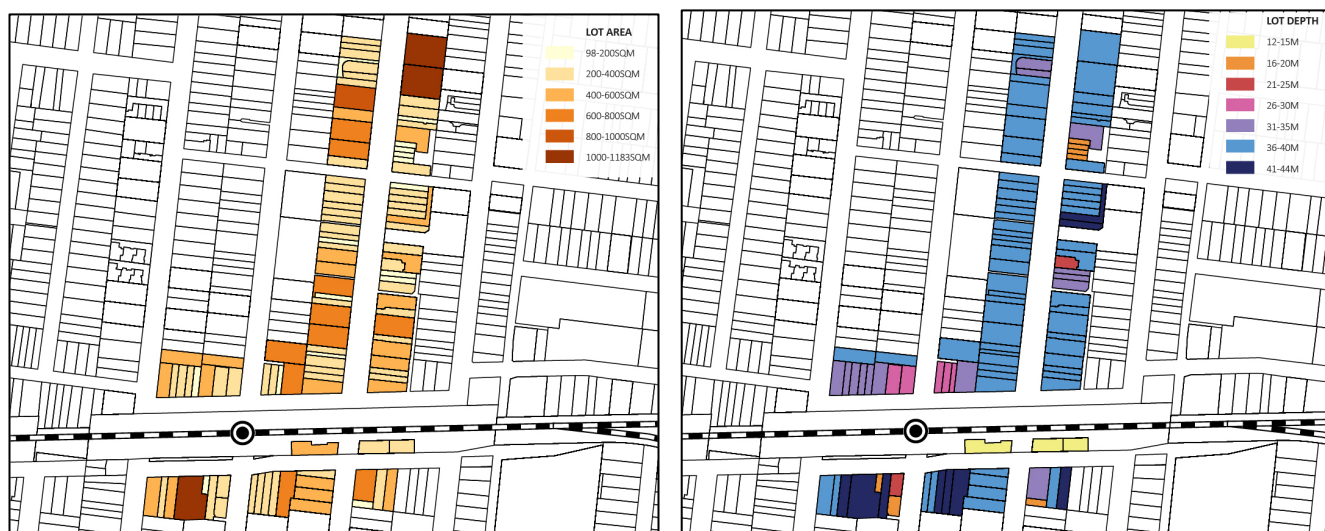 LOT AREA
98-200SQM
200-400SQM
400-600SQM
600-800SQM
800-1000SQM
1000-1183SQM
LOT DEPTH
12-15M
16-20M
21-25M
26-30M
31-35M
36-40M
41-44M